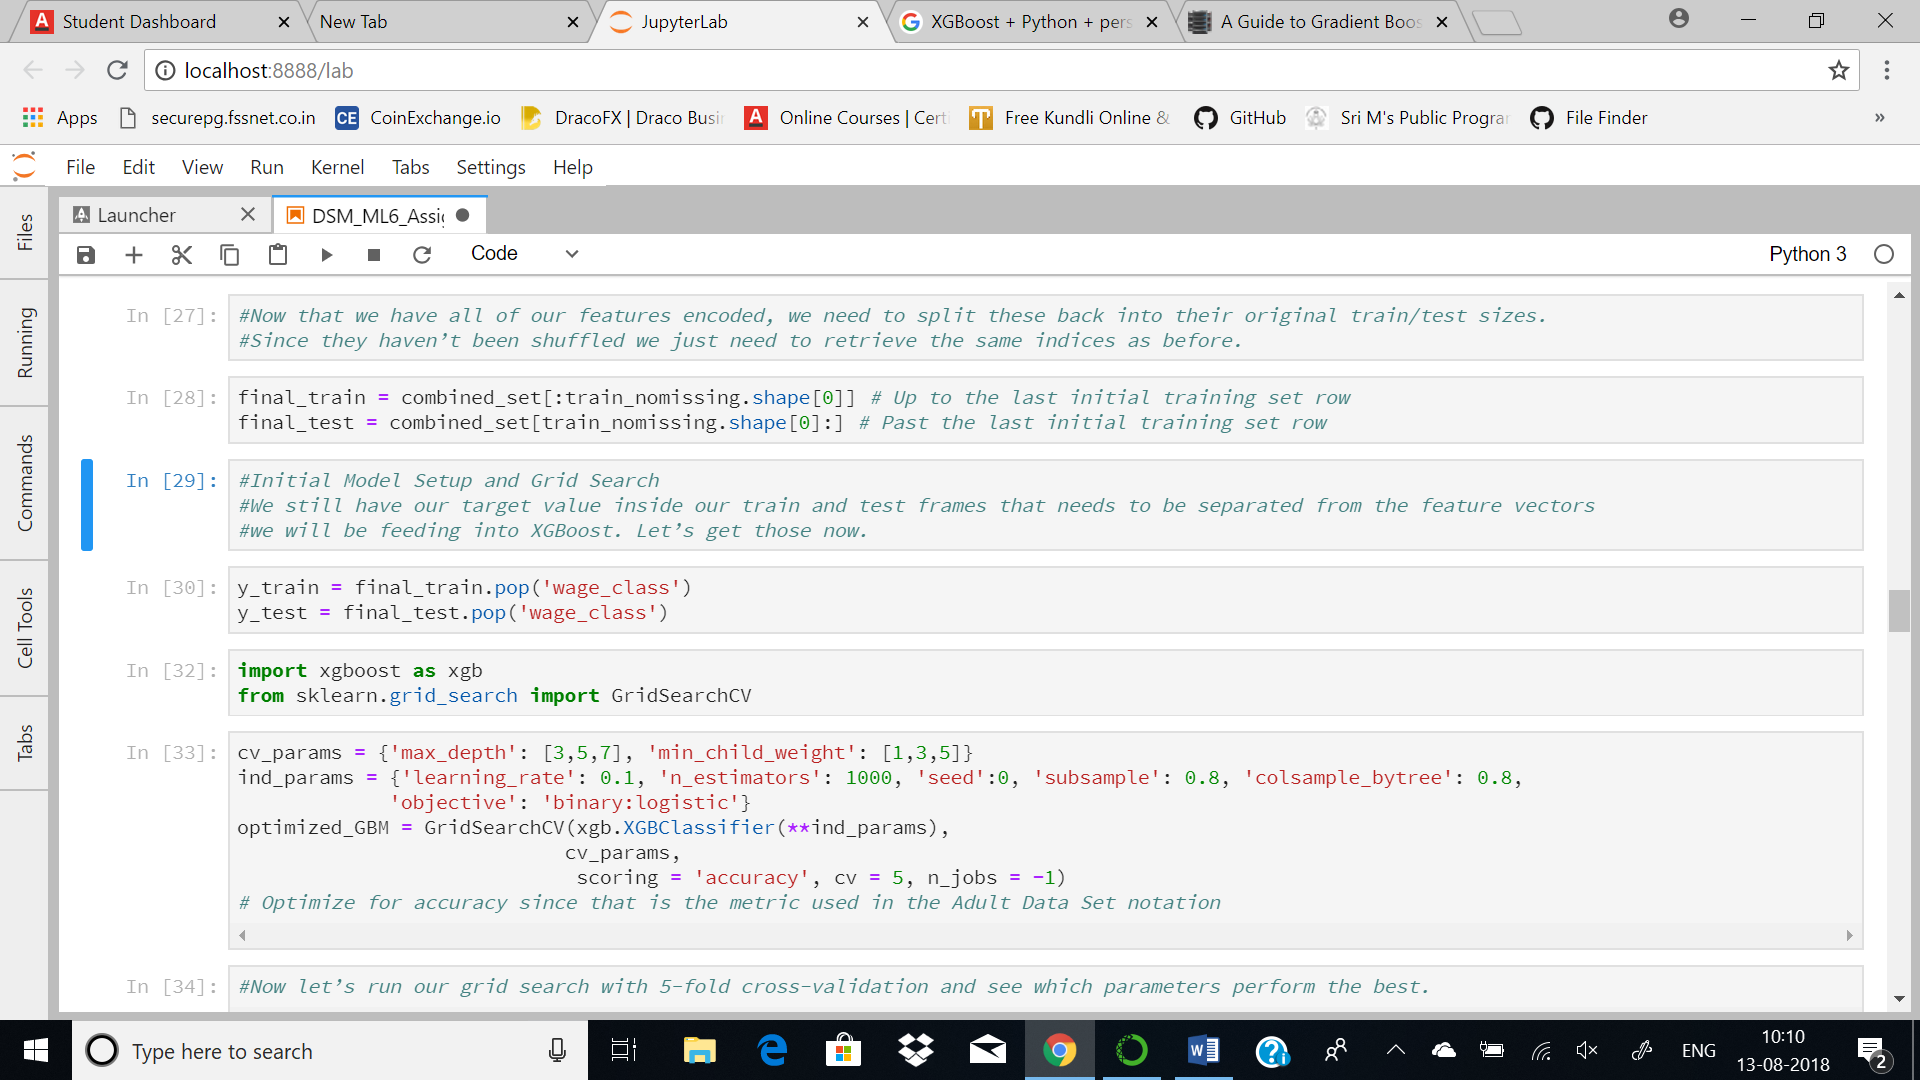 Student Dashboard
New Tab
JupyterLab
XGBoost + Python + pers
A Guide to Gradient Boos
localhost:8888/lab
Apps
securepg.fssnet.co.in
CE CoinExchange.io
DracoFX | Draco Busi
A Online Courses | Cert
T Free Kundli Online &
GitHub
Sri M's Public Program
File Finder
»
File Edit View Run Kernel Tabs Settings Help
Files
Running
Commands
Cell Tools
Tabs
Launcher
DSM_ML6_Assi
Code
Python 3
In [27]: #Now that we have all of our features encoded, we need to split these back into their original train/test sizes.
#Since they haven’t been shuffled we just need to retrieve the same indices as before.
In [28]: final_train = combined_set[:train_nomissing.shape[0]] # Up to the last initial training set row
final_test = combined_set[train_nomissing.shape[0]:] # Past the last initial training set row
In [29]: #Initial Model Setup and Grid Search
#We still have our target value inside our train and test frames that needs to be separated from the feature vectors
#we will be feeding into XGBoost. Let’s get those now.
In [30]: y_train = final_train.pop('wage_class')
y_test = final_test.pop('wage_class')
In [32]: import xgboost as xgb
from sklearn.grid_search import GridSearchCV
In [33]: cv_params = {'max_depth': [3,5,7], 'min_child_weight': [1,3,5]}
ind_params = {'learning_rate': 0.1, 'n_estimators': 1000, 'seed':0, 'subsample': 0.8, 'colsample_bytree': 0.8,
'objective': 'binary:logistic'}
optimized_GBM = GridSearchCV(xgb.XGBClassifier(**ind_params),
cv_params,
scoring = 'accuracy', cv = 5, n_jobs = -1)
# Optimize for accuracy since that is the metric used in the Adult Data Set notation
In [34]: #Now let’s run our grid search with 5-fold cross-validation and see which parameters perform the best.
Type here to search
ENG
10:10
13-08-2018
2